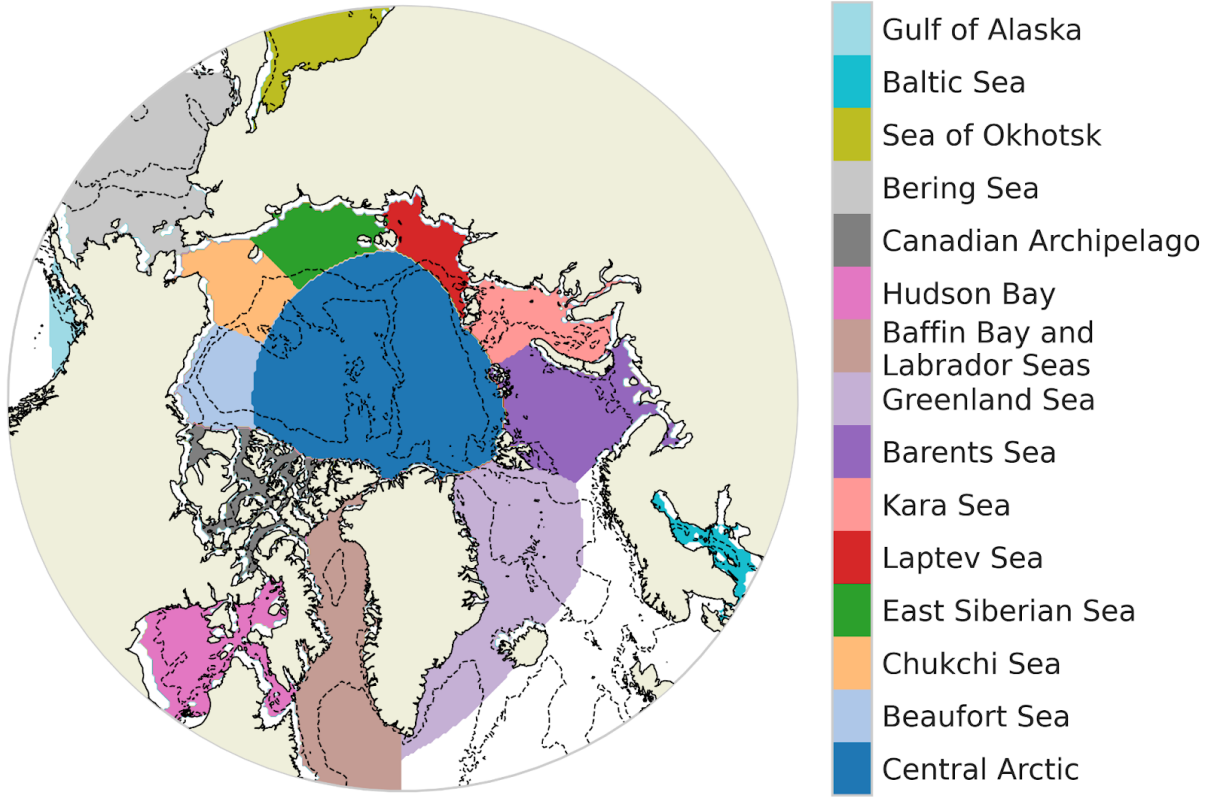 Gulf of Alaska
Baltic Sea
Sea of Okhotsk
Bering Sea
Canadian Archipelago
Hudson Bay
Baffin Bay and
Labrador Seas
Greenland Sea
Barents Sea
Kara Sea
Laptev Sea
East Siberian Sea
Chukchi Sea
Beaufort Sea
Central Arctic